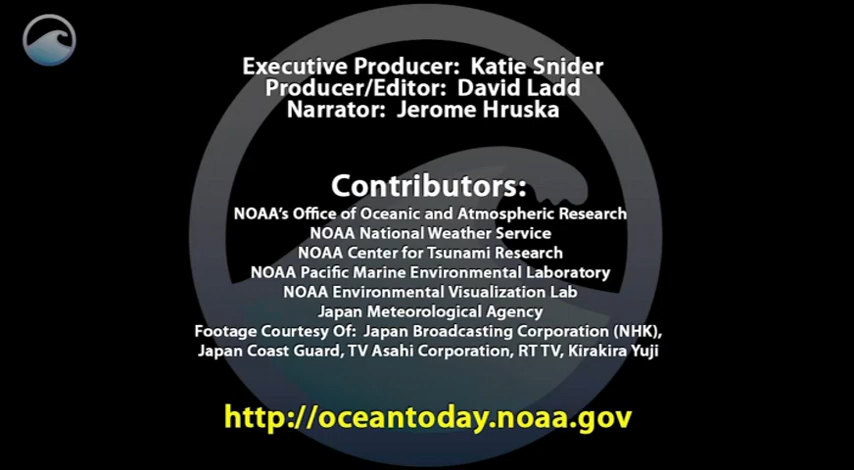 Executive Producer:  Katie Snider
Producer/Editor:  David Ladd
Narrator:  Jerome Hruska
Contributors:
NOAA's Office of Oceanic and Atmospheric Research
NOAA National Weather Service
NOAA Center for Tsunami Research
NOAA Pacific Marine Environmental Laboratory
NOAA Environmental Visualization Lab
Japan Meteorological Agency
Footage Courtesy Of:  Japan Broadcasting Corporation (NHK),
Japan Coast Guard, TV Asahi Corporation, RT TV, Kirakira Yuji
http://oceantoday.noaa.gov